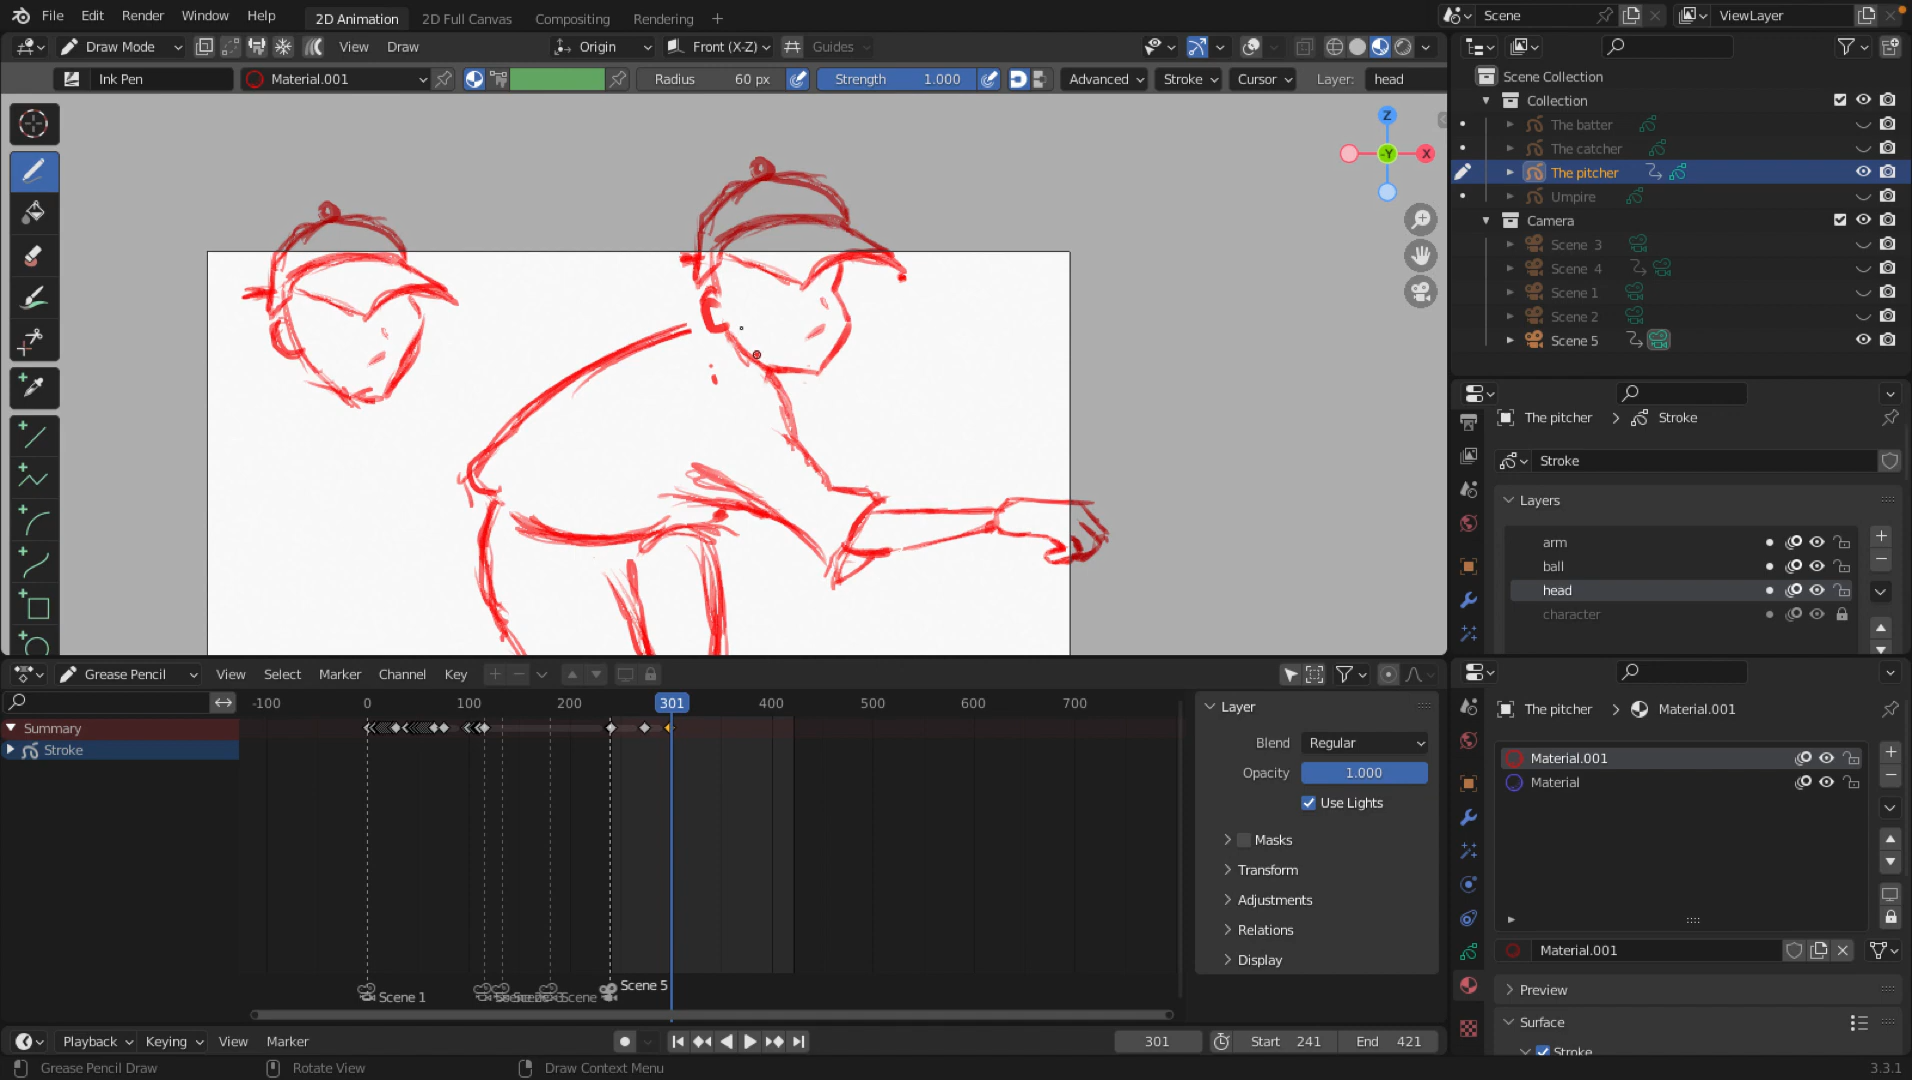 File Edit Render Window Help 2D Animation 2D Full Canvas Compositing Rendering + Scene ViewLayer
Draw Mode View Draw Origin Front (X-Z) Guides
Ink Pen Material.001 Radius 60 px Strength 1.000 Advanced Stroke Cursor Layer: head
Z
-Y X
Scene Collection
Collection
The batter
The catcher
The pitcher
Umpire
Camera
Scene 3
Scene 4
Scene 1
Scene 2
Scene 5
The pitcher > Stroke
Stroke
Layers
arm
ball
head
character
Grease Pencil View Select Marker Channel Key
-100 0 100 200 301 400 500 600 700
Summary
Stroke
Scene 1 Scene Scene 5
Layer
Blend Regular
Opacity 1.000
Use Lights
Masks
Transform
Adjustments
Relations
Display
The pitcher > Material.001
Material.001
Material
Material.001
Preview
Surface
Stroke
Playback Keying View Marker 301 Start 241 End 421
Grease Pencil Draw Rotate View Draw Context Menu 3.3.1